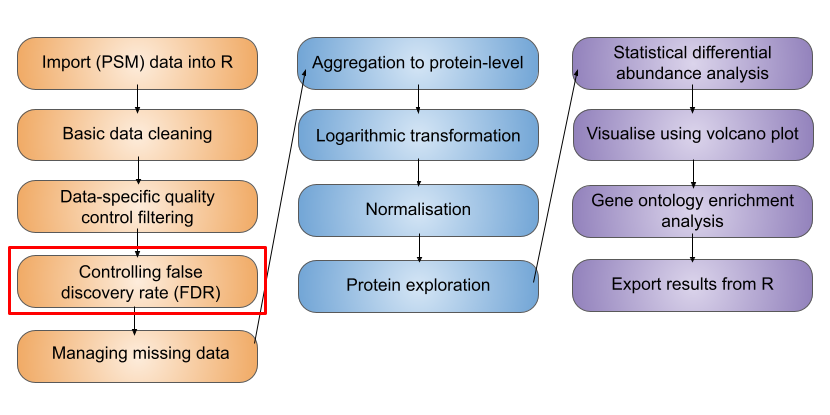 Import (PSM) data into R
Basic data cleaning
Data-specific quality
control filtering
Controlling false
discovery rate (FDR)
Managing missing data
Aggregation to protein-level
Logarithmic transformation
Normalisation
Protein exploration
Statistical differential
abundance analysis
Visualise using volcano plot
Gene ontology enrichment
analysis
Export results from R